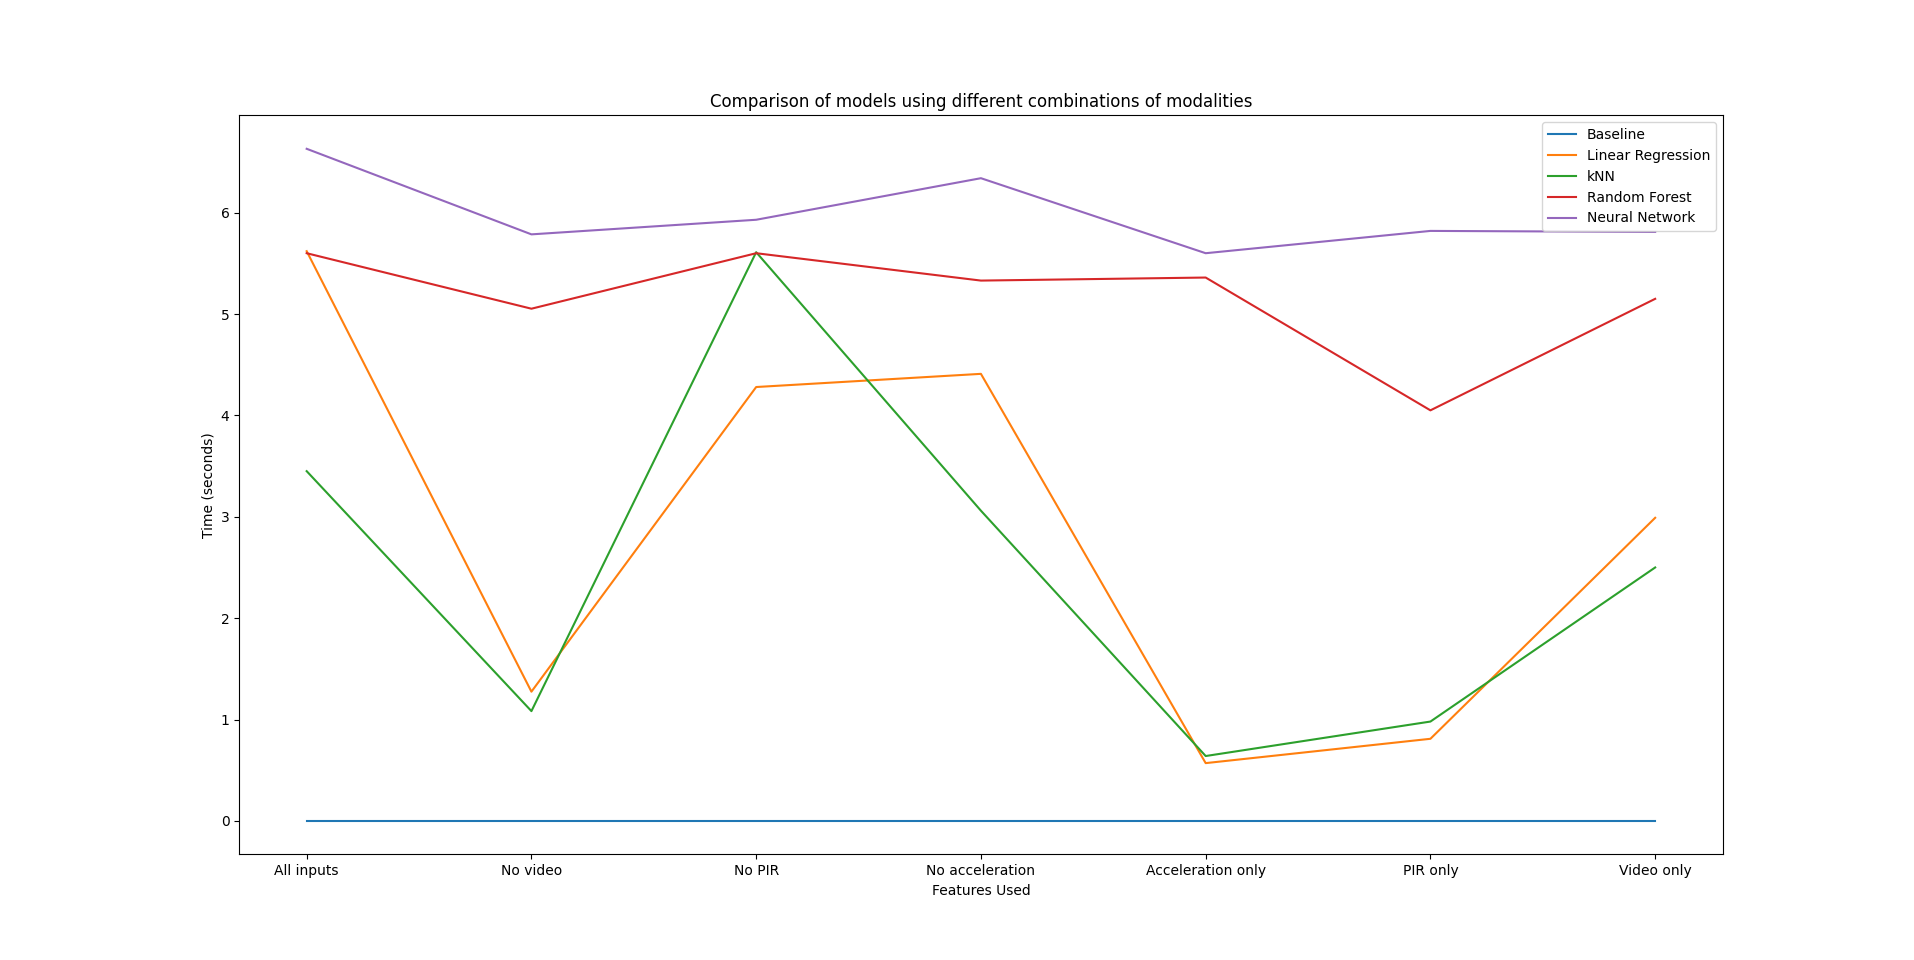 Comparison of models using different combinations of modalities
Baseline
Linear Regression
kNN
Random Forest
Neural Network
6
5
4
3
2
1
0
Time (seconds)
All inputs
No video
No PIR
No acceleration
Acceleration only
PIR only
Video only
Features Used